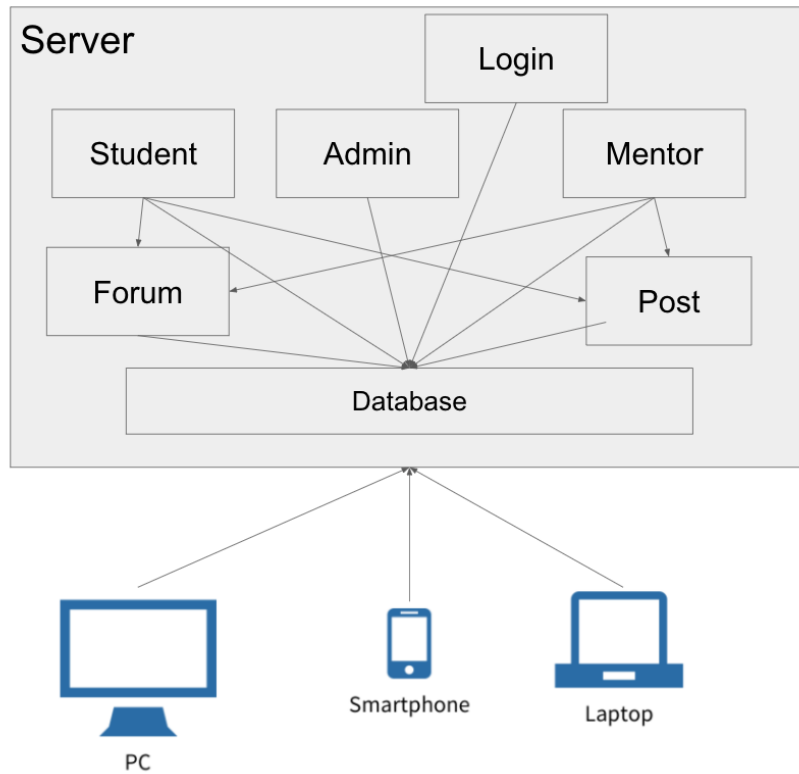 Server
Login
Student
Admin
Mentor
Forum
Post
Database
Smartphone
Laptop
PC